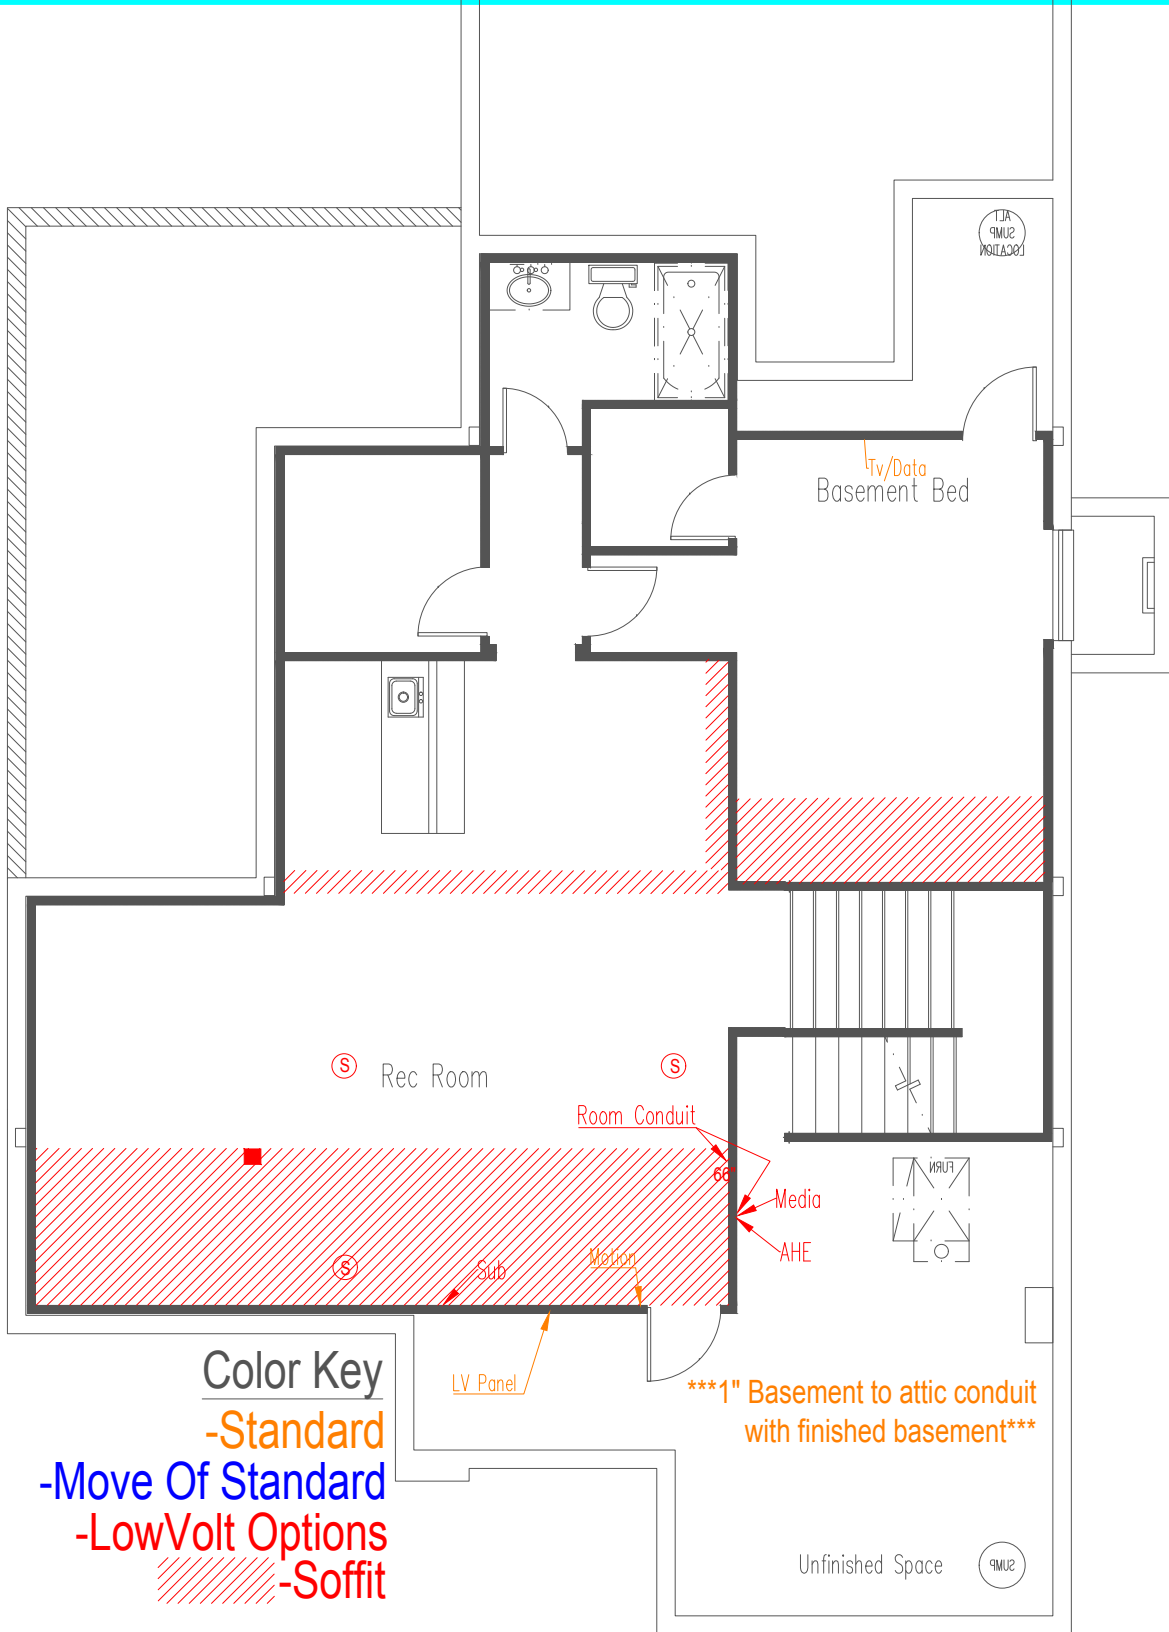 ALT
SUMP
LOCATION
Tv/Data
Basement Bed
S
Rec Room
S
Room Conduit
66"
FURN
Media
AHE
S
Sub
Motion
LV Panel
Color Key
-Standard
-Move Of Standard
-LowVolt Options
-Soffit
***1" Basement to attic conduit
with finished basement***
Unfinished Space
SUMP